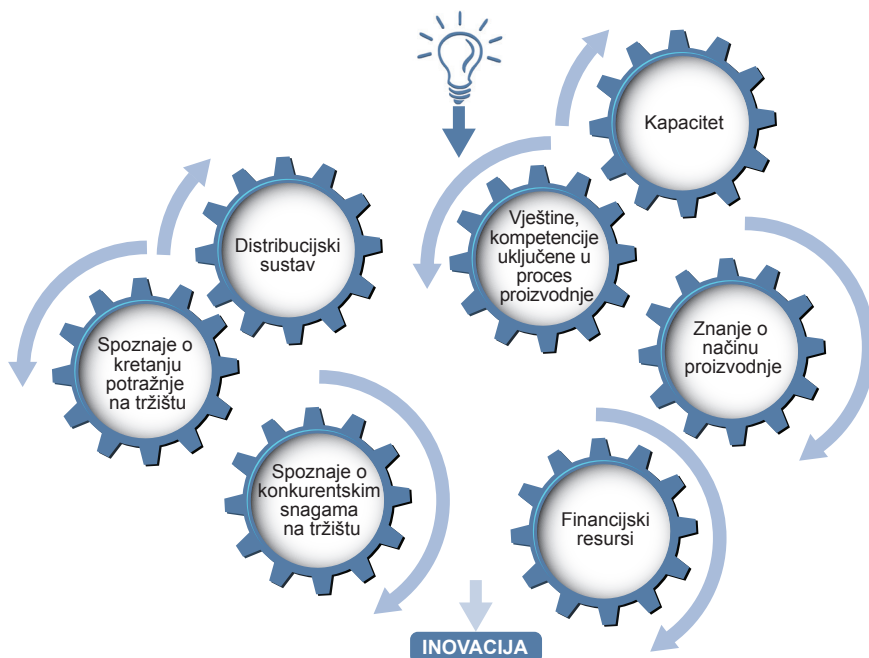 Kapacitet
Vještine,
kompetencije
uključene u
proces
proizvodnje
Distribucijski
sustav
Znanje o
načinu
proizvodnje
Spoznaje o
kretanju
potražnje
na tržištu
Spoznaje o
konkurentskim
snagama
na tržištu
Financijski
resursi
INOVACIJA